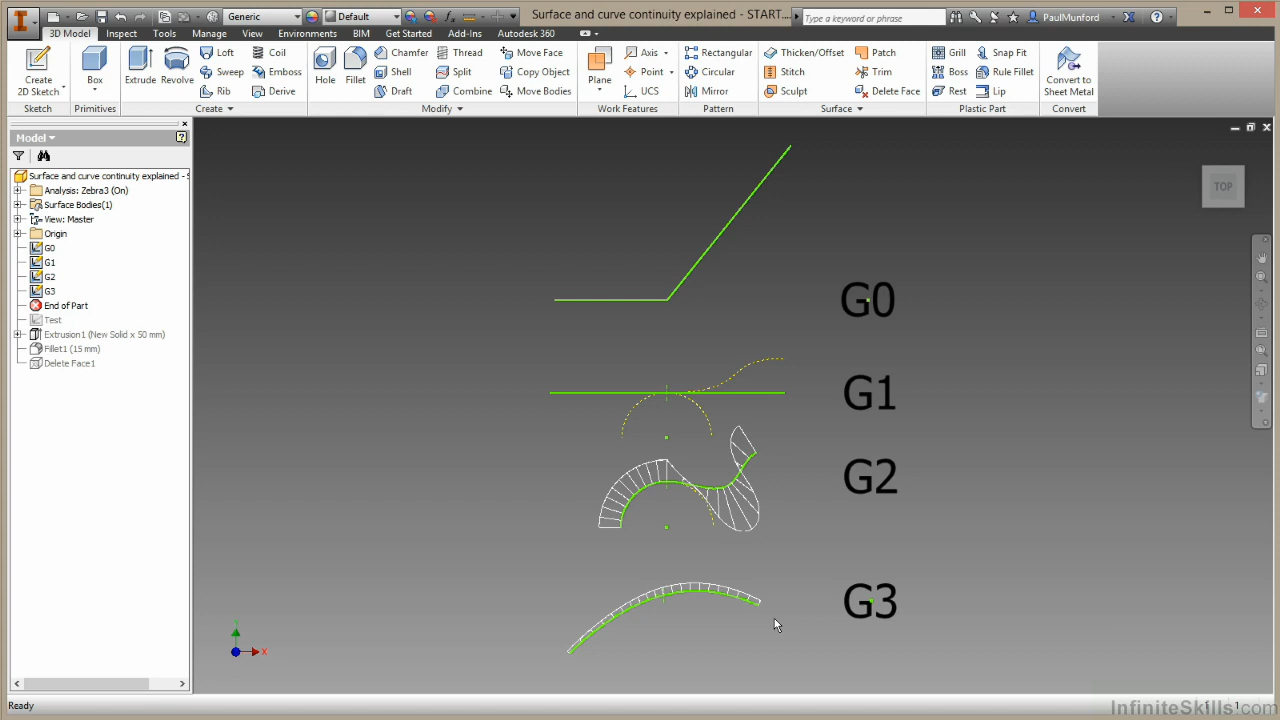 Generic
Default
Surface and curve continuity explained - START...
Type a keyword or phrase
PaulMunford
3D Model Inspect Tools Manage View Environments BIM Get Started Add-Ins Autodesk 360
Create
2D Sketch
Sketch
Box
Primitives
Extrude
Revolve
Loft
Sweep
Rib
Coil
Emboss
Derive
Create
Hole
Fillet
Chamfer
Shell
Draft
Thread
Split
Combine
Move Face
Copy Object
Move Bodies
Modify
Plane
Axis
Point
UCS
Work Features
Rectangular
Circular
Mirror
Pattern
Thicken/Offset
Stitch
Sculpt
Patch
Trim
Delete Face
Surface
Grill
Boss
Rest
Snap Fit
Rule Fillet
Lip
Plastic Part
Convert to
Sheet Metal
Convert
Model
Surface and curve continuity explained - S
Analysis: Zebra3 (On)
Surface Bodies(1)
View: Master
Origin
G0
G1
G2
G3
End of Part
Test
Extrusion1 (New Solid x 50 mm)
Fillet1 (15 mm)
Delete Face1
TOP
G0
G1
G2
G3
Y
X
Ready
1 1
InfiniteSkills.com